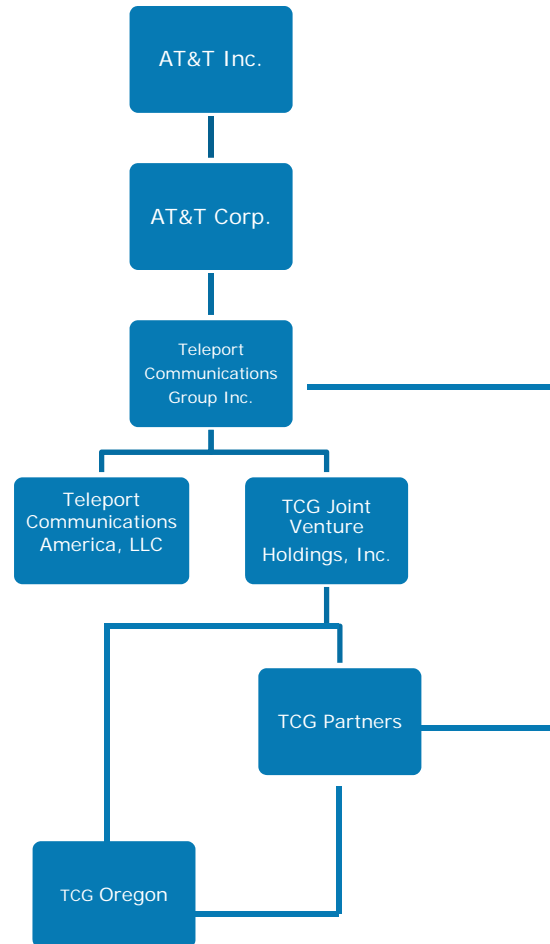 AT&T Inc.
AT&T Corp.
Teleport
Communications
Group Inc.
Teleport
Communications
America, LLC
TCG Joint
Venture
Holdings, Inc.
TCG Partners
TCG Oregon